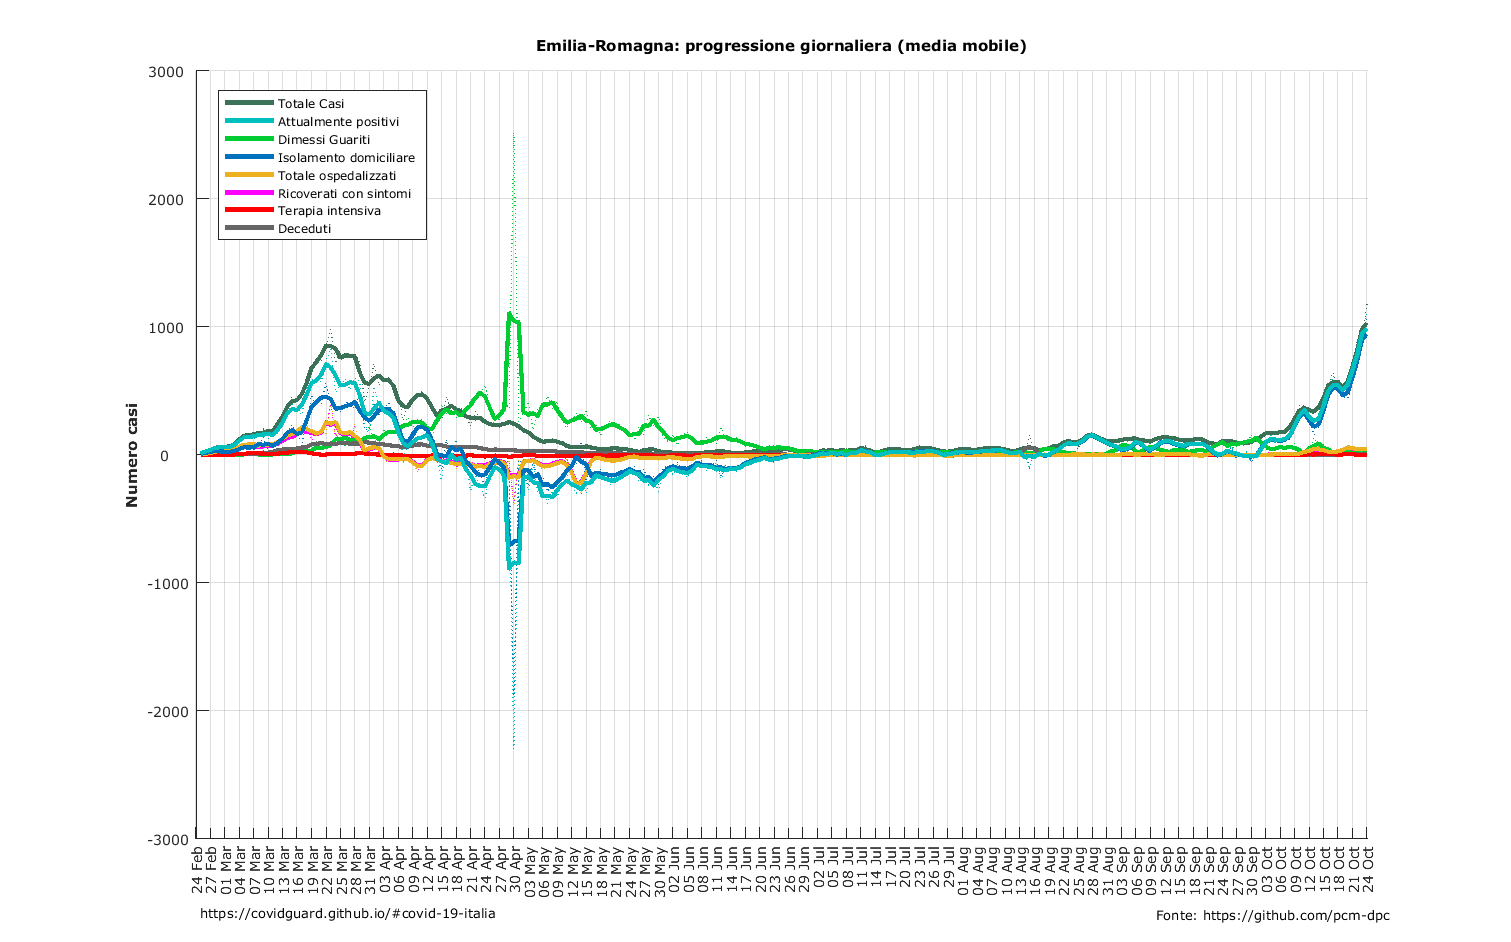 Emilia-Romagna: progressione giornaliera (media mobile)
3000
2000
1000
0
-1000
-2000
-3000
Numero casi
Totale Casi
Attualmente positivi
Dimessi Guariti
Isolamento domiciliare
Totale ospedalizzati
Ricoverati con sintomi
Terapia intensiva
Deceduti
24 Feb
27 Feb
01 Mar
04 Mar
07 Mar
10 Mar
13 Mar
16 Mar
19 Mar
22 Mar
25 Mar
28 Mar
31 Mar
03 Apr
06 Apr
09 Apr
12 Apr
15 Apr
18 Apr
21 Apr
24 Apr
27 Apr
30 Apr
03 May
06 May
09 May
12 May
15 May
18 May
21 May
24 May
27 May
30 May
02 Jun
05 Jun
08 Jun
11 Jun
14 Jun
17 Jun
20 Jun
23 Jun
26 Jun
29 Jun
02 Jul
05 Jul
08 Jul
11 Jul
14 Jul
17 Jul
20 Jul
23 Jul
26 Jul
29 Jul
01 Aug
04 Aug
07 Aug
10 Aug
13 Aug
16 Aug
19 Aug
22 Aug
25 Aug
28 Aug
31 Aug
03 Sep
06 Sep
09 Sep
12 Sep
15 Sep
18 Sep
21 Sep
24 Sep
27 Sep
30 Sep
03 Oct
06 Oct
09 Oct
12 Oct
15 Oct
18 Oct
21 Oct
24 Oct
https://covidguard.github.io/#covid-19-italia
Fonte: https://github.com/pcm-dpc